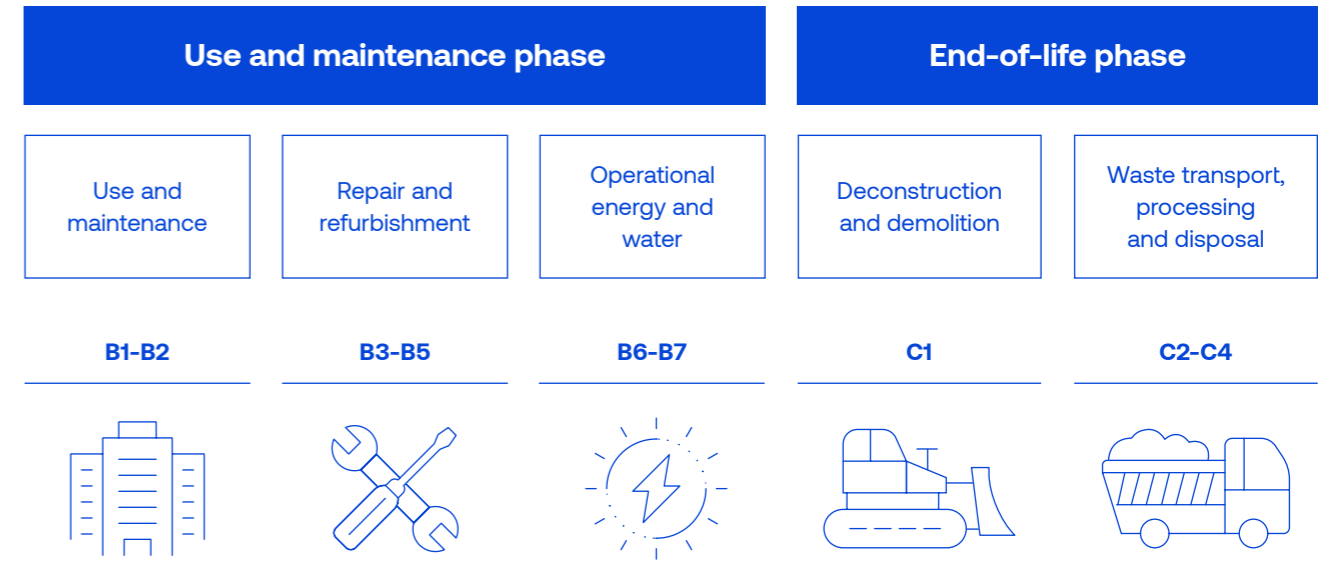 Use and maintenance phase
End-of-life phase
Use and
maintenance
Repair and
refurbishment
Operational
energy and
water
Deconstruction
and demolition
Waste transport,
processing
and disposal
B1-B2
B3-B5
B6-B7
C1
C2-C4